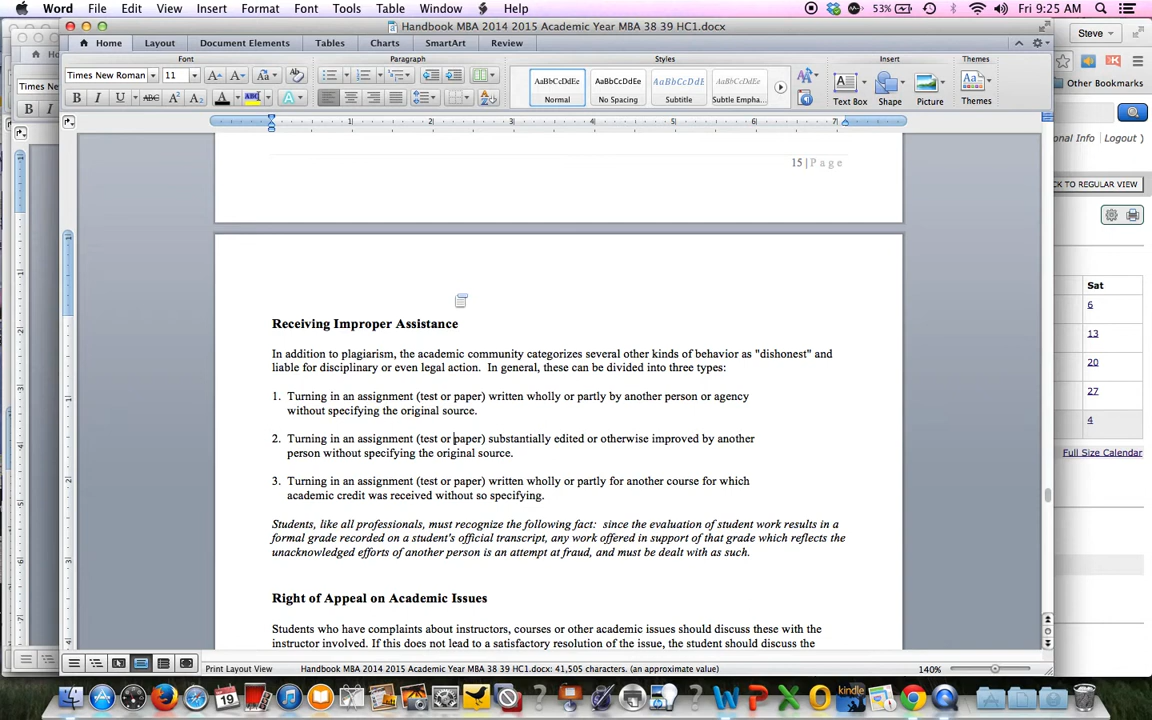 Word File Edit View Insert Format Font Tools Table Window Help 53% Fri 9:25 AM
Handbook MBA 2014 2015 Academic Year MBA 38 39 HC1.docx
Steve
Home Layout Document Elements Tables Charts SmartArt Review
Font Paragraph Styles Insert Themes
Other Bookmarks
Times New Roman 11
AaBbCcDdEe AaBbCcDdEe AaBbCcDdE AaBbCcDdEe
Normal No Spacing Subtitle Subtle Empha...
Text Box Shape Picture Themes
15 | Page
onal Info Logout )
CK TO REGULAR VIEW
Receiving Improper Assistance
In addition to plagiarism, the academic community categorizes several other kinds of behavior as "dishonest" and
liable for disciplinary or even legal action. In general, these can be divided into three types:
1. Turning in an assignment (test or paper) written wholly or partly by another person or agency
without specifying the original source.
2. Turning in an assignment (test or paper) substantially edited or otherwise improved by another
person without specifying the original source.
3. Turning in an assignment (test or paper) written wholly or partly for another course for which
academic credit was received without so specifying.
Students, like all professionals, must recognize the following fact: since the evaluation of student work results in a
formal grade recorded on a student's official transcript, any work offered in support of that grade which reflects the
unacknowledged efforts of another person is an attempt at fraud, and must be dealt with as such.
Right of Appeal on Academic Issues
Students who have complaints about instructors, courses or other academic issues should discuss these with the
instructor involved. If this does not lead to a satisfactory resolution of the issue, the student should discuss the
Sat
6
13
20
27
4
Full Size Calendar
Print Layout View Handbook MBA 2014 2015 Academic Year MBA 38 39 HC1.docx: 41,505 characters. (an approximate value) 140%
19
kindle